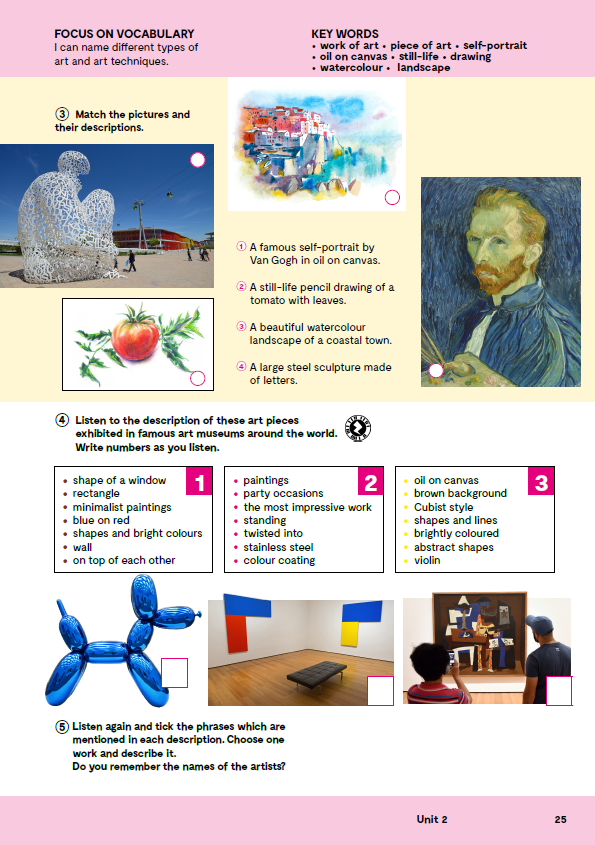 FOCUS ON VOCABULARY
I can name different types of
art and art techniques.
KEY WORDS
• work of art • piece of art • self-portrait
• oil on canvas • still-life • drawing
• watercolour • landscape
3 Match the pictures and
their descriptions.
1 A famous self-portrait by
Van Gogh in oil on canvas.
2 A still-life pencil drawing of a
tomato with leaves.
3 A beautiful watercolour
landscape of a coastal town.
4 A large steel sculpture made
of letters.
4 Listen to the description of these art pieces
exhibited in famous art museums around the world.
Write numbers as you listen.
1
• shape of a window
• rectangle
• minimalist paintings
• blue on red
• shapes and bright colours
• wall
• on top of each other
2
• paintings
• party occasions
• the most impressive work
• standing
• twisted into
• stainless steel
• colour coating
3
• oil on canvas
• brown background
• Cubist style
• shapes and lines
• brightly coloured
• abstract shapes
• violin
5 Listen again and tick the phrases which are
mentioned in each description. Choose one
work and describe it.
Do you remember the names of the artists?
Unit 2
25